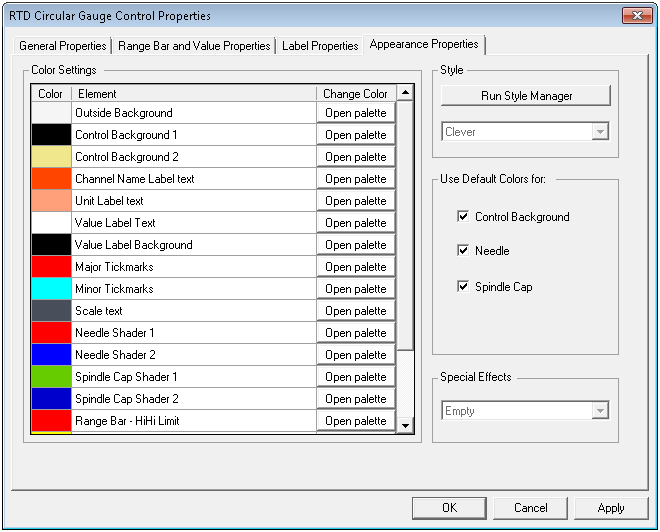 RTD Circular Gauge Control Properties
General Properties Range Bar and Value Properties Label Properties Appearance Properties
Color Settings
Color Element Change Color
Outside Background Open palette
Control Background 1 Open palette
Control Background 2 Open palette
Channel Name Label text Open palette
Unit Label text Open palette
Value Label Text Open palette
Value Label Background Open palette
Major Tickmarks Open palette
Minor Tickmarks Open palette
Scale text Open palette
Needle Shader 1 Open palette
Needle Shader 2 Open palette
Spindle Cap Shader 1 Open palette
Spindle Cap Shader 2 Open palette
Range Bar - HiHi Limit Open palette
Style
Run Style Manager
Clever
Use Default Colors for:
Control Background
Needle
Spindle Cap
Special Effects
Empty
OK Cancel Apply